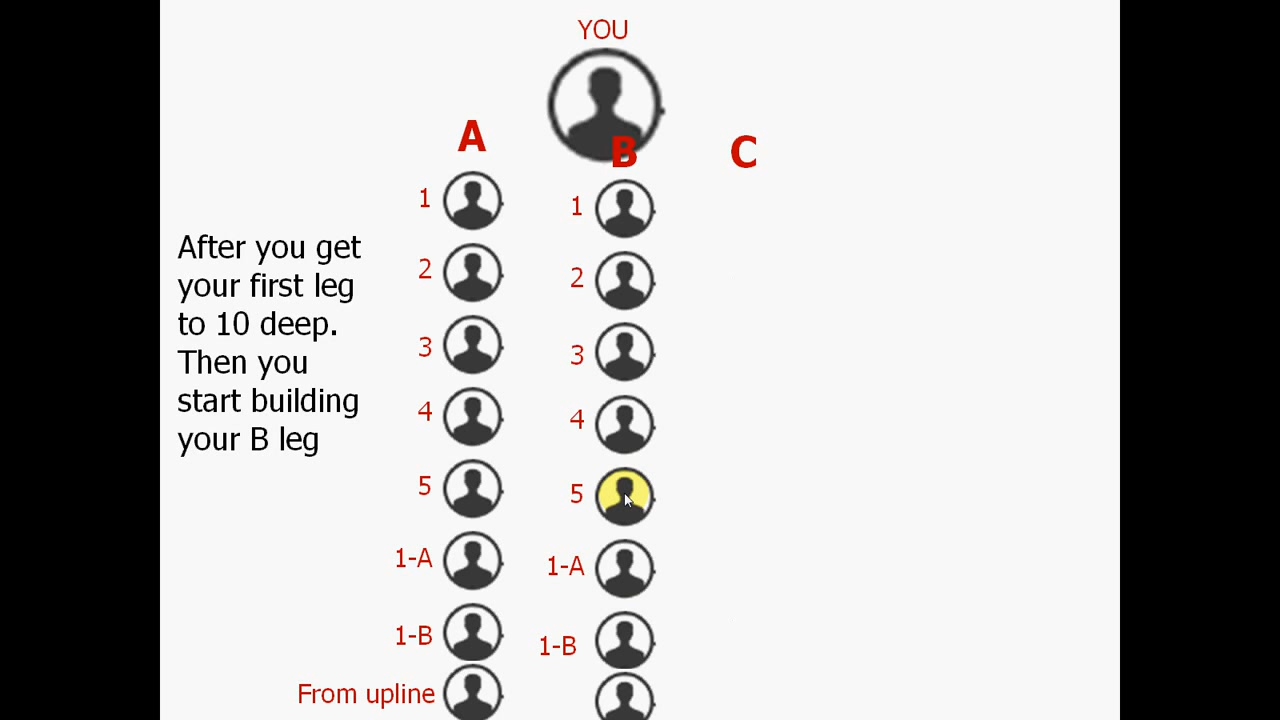 YOU
A
B
C
1
1
After you get
your first leg
to 10 deep.
Then you
start building
your B leg
2
2
3
3
4
4
5
5
1-A
1-A
1-B
1-B
From upline